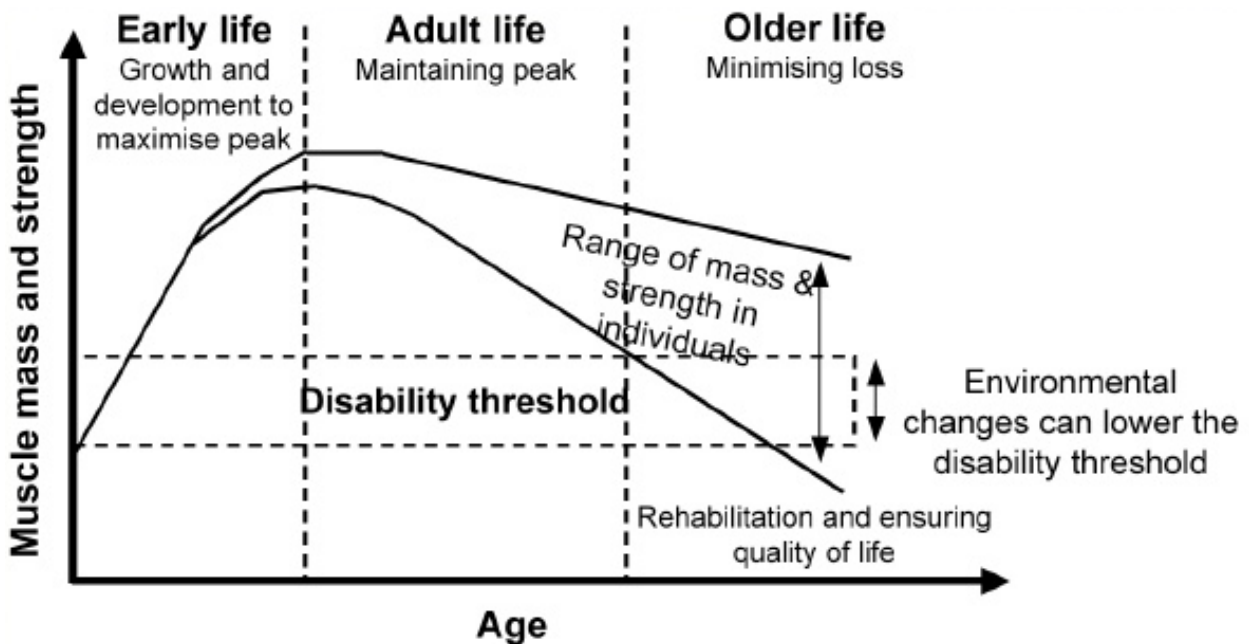 Early life
Growth and
development to
maximise peak
Adult life
Maintaining peak
Older life
Minimising loss
Muscle mass and strength
Range of mass &
strength in
individuals
Disability threshold
Environmental
changes can lower the
disability threshold
Rehabilitation and ensuring
quality of life
Age